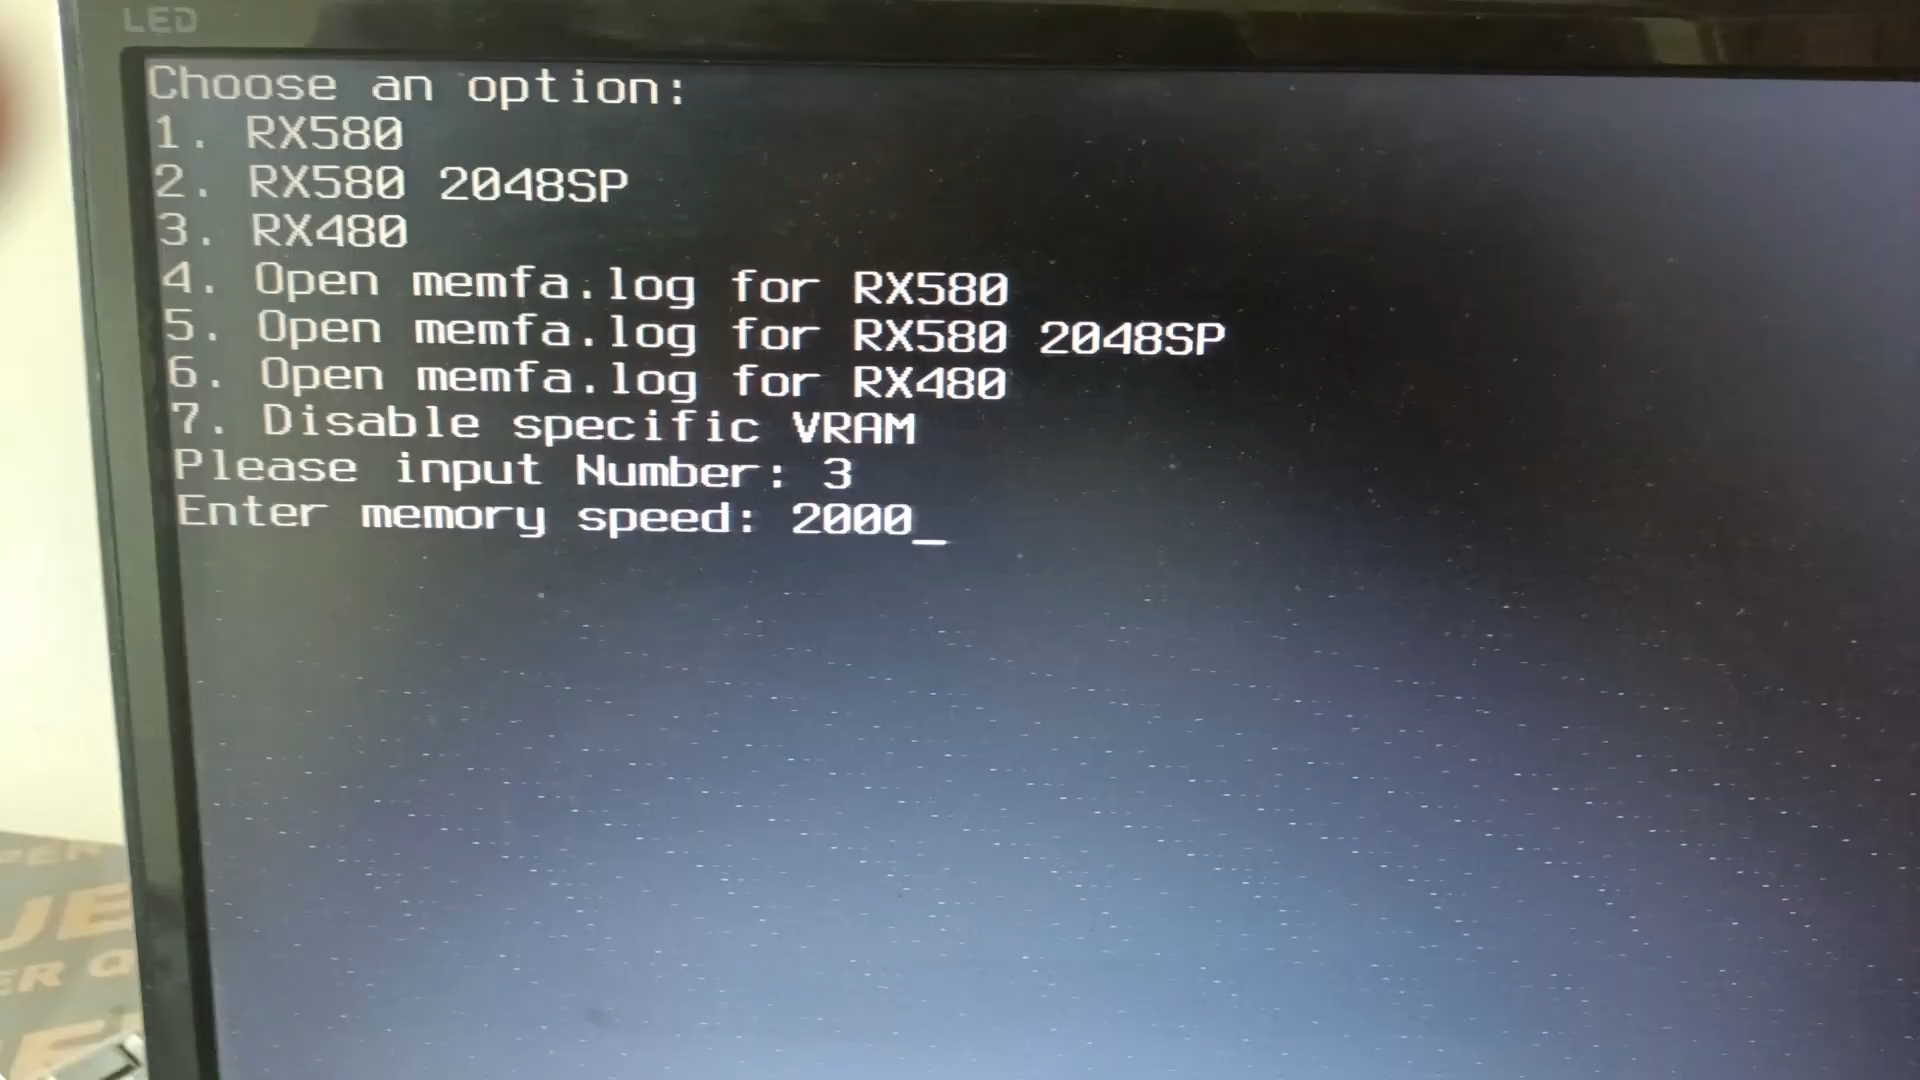 LED
Choose an option:
1. RX580
2. RX580 2048SP
3. RX480
4. Open memfa.log for RX580
5. Open memfa.log for RX580 2048SP
6. Open memfa.log for RX480
7. Disable specific VRAM
Please input Number: 3
Enter memory speed: 2000_